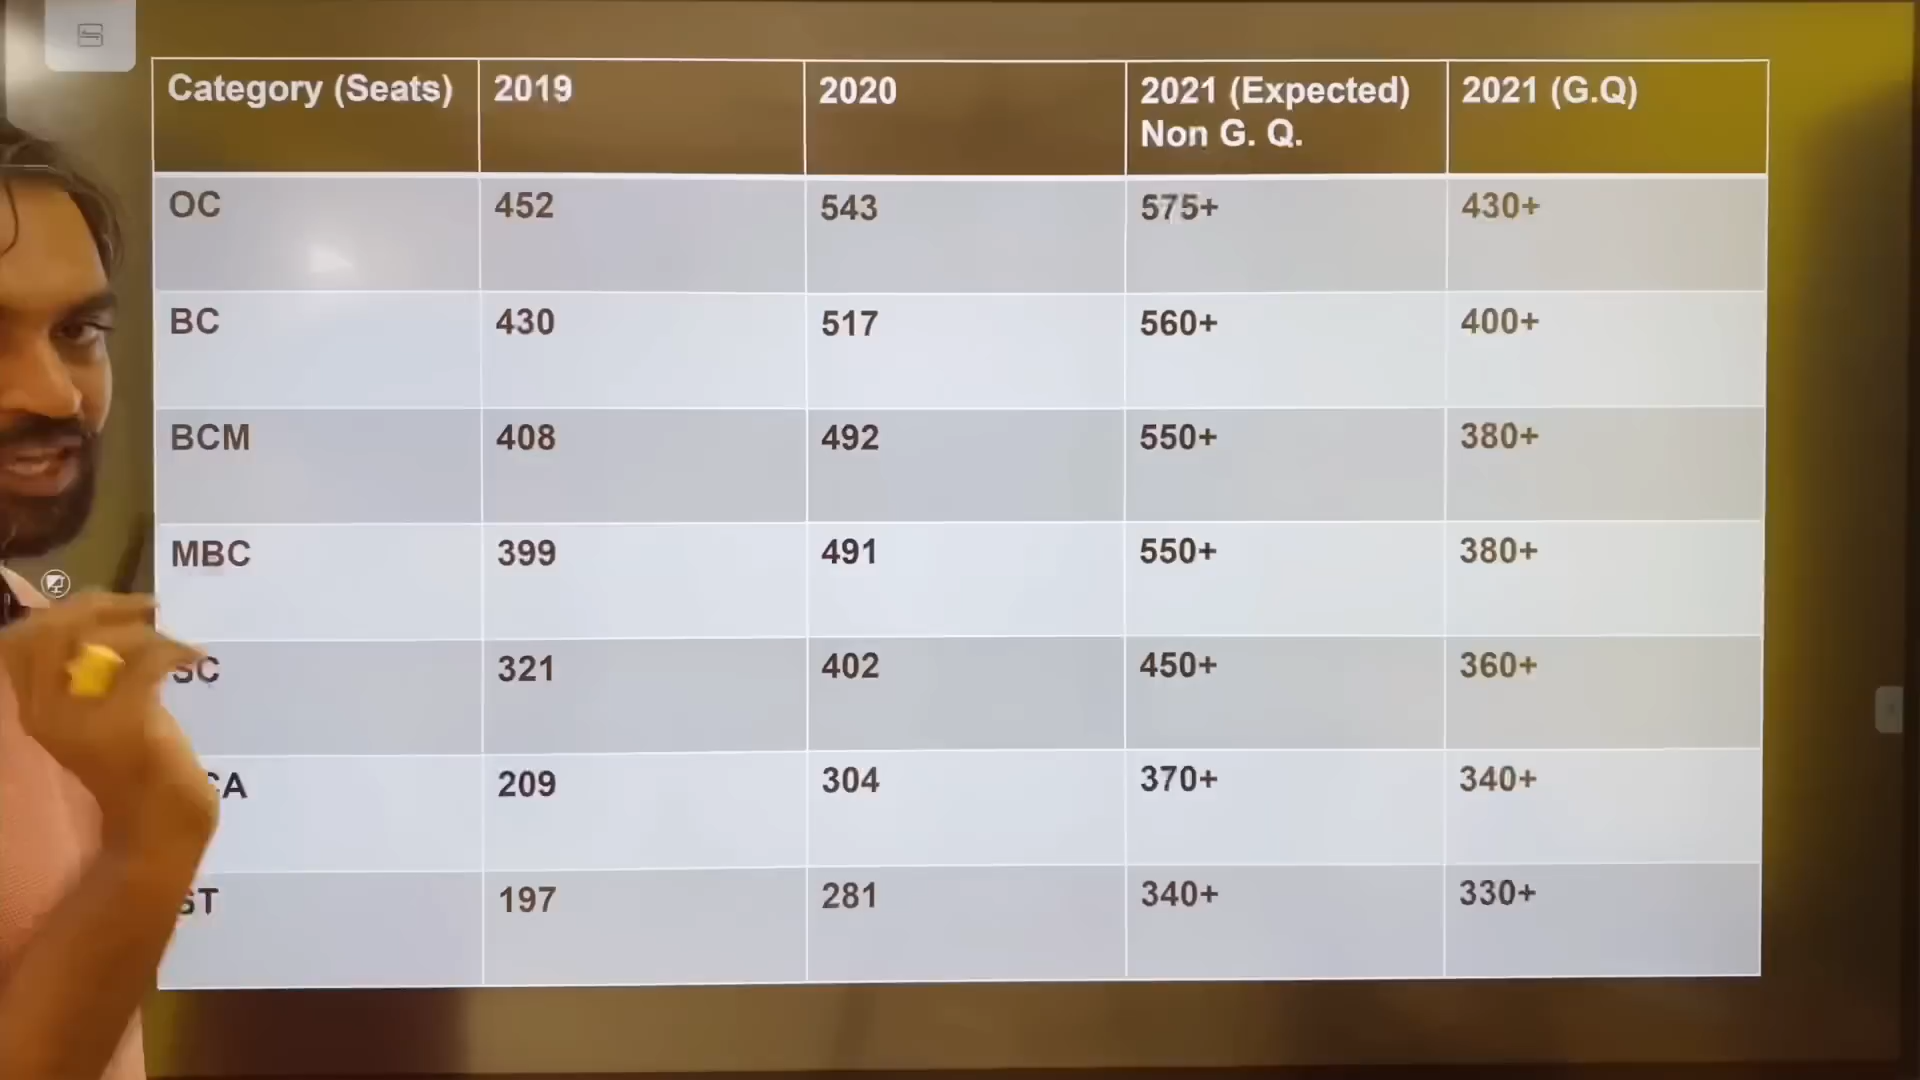 Category (Seats) 2019 2020 2021 (Expected) 2021 (G.Q)
Non G. Q.
OC 452 543 575+ 430+
BC 430 517 560+ 400+
BCM 408 492 550+ 380+
MBC 399 491 550+ 380+
SC 321 402 450+ 360+
209 304 370+ 340+
ST 197 281 340+ 330+